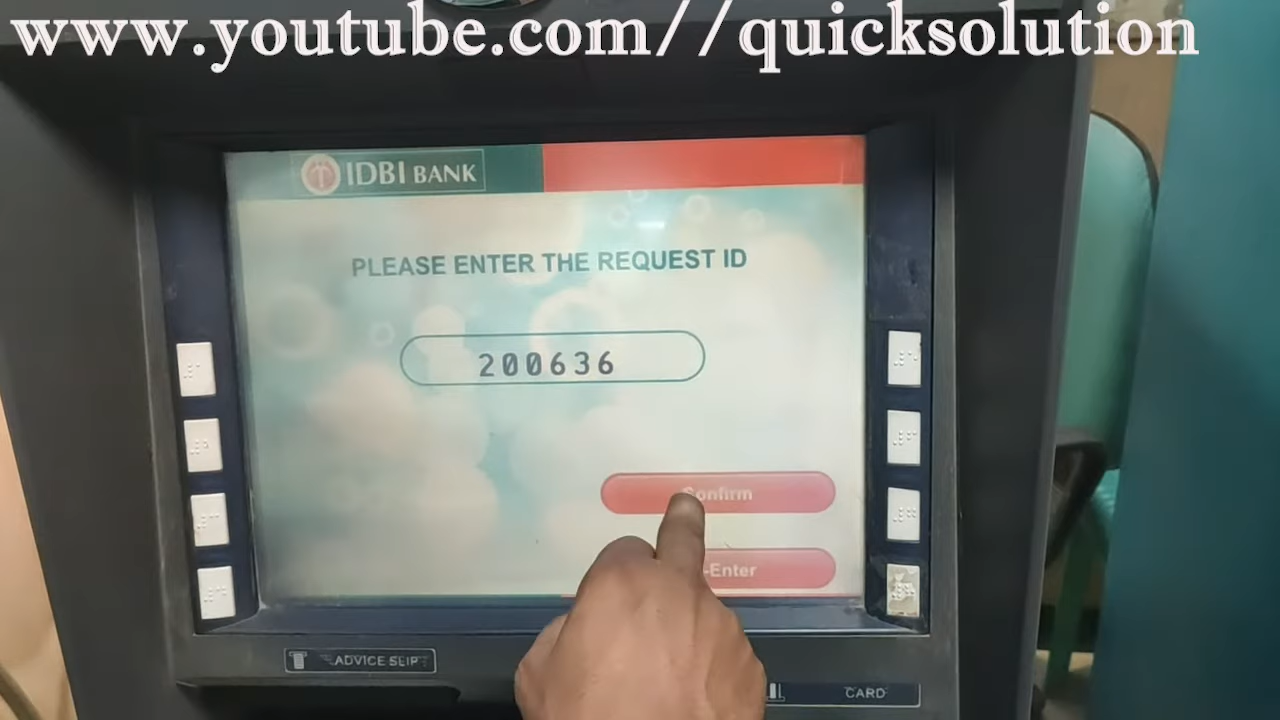 www.youtube.com//quicksolution
IDBI BANK
PLEASE ENTER THE REQUEST ID
200636
Confirm
-Enter
ADVICE SLIP
CARD